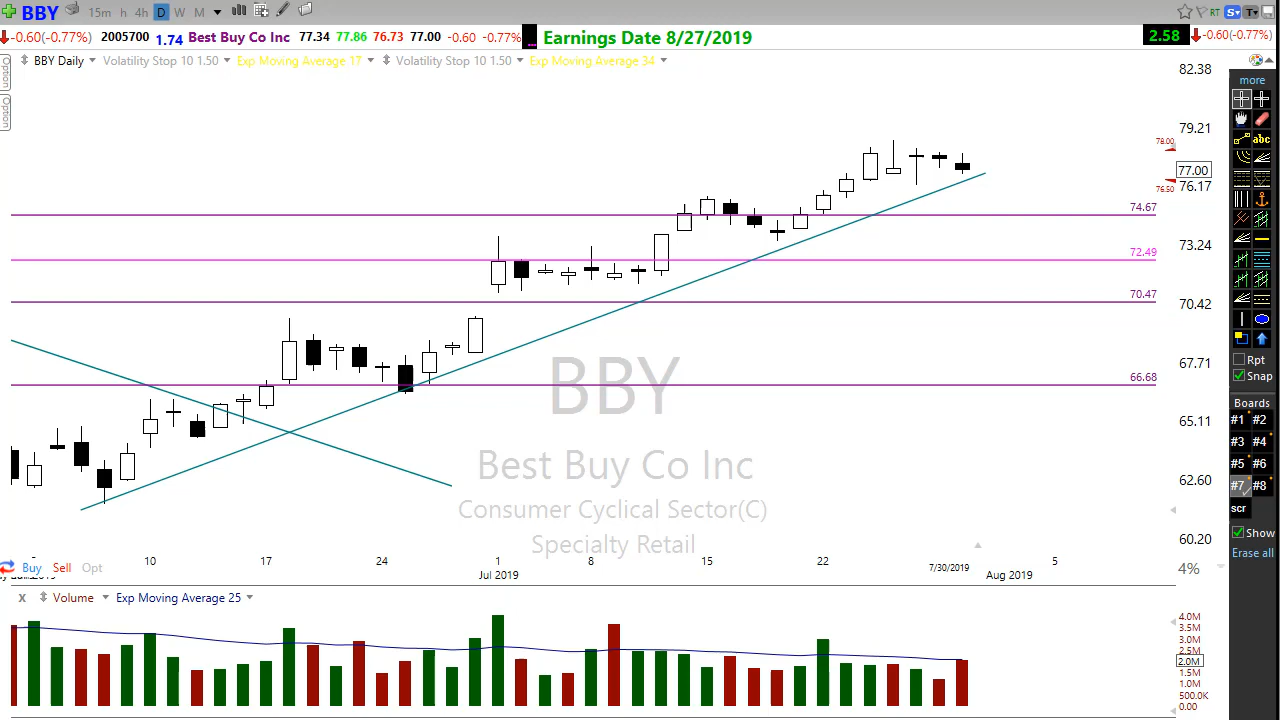 BBY 15m h 4h D W M RT S T
-0.60(-0.77%) 2005700 1.74 Best Buy Co Inc 77.34 77.86 76.73 77.00 -0.60 -0.77% Earnings Date 8/27/2019 2.58 -0.60(-0.77%)
Option
Option
BBY Daily Volatility Stop 10 1.50 Exp Moving Average 17 Volatility Stop 10 1.50 Exp Moving Average 34
82.38
79.21
78.00
77.00
76.17
76.50
74.67
73.24
72.49
70.47
70.42
67.71
66.68
65.11
62.60
60.20
BBY
Best Buy Co Inc
Consumer Cyclical Sector(C)
Specialty Retail
10 17 24 1 8 15 22 7/30/2019 5
Jul 2019 Aug 2019
Buy Sell Opt
4%
X Volume Exp Moving Average 25
4.0M
3.5M
3.0M
2.5M
2.0M
1.5M
1.0M
500.0K
0.00
more
abc
Rpt
Snap
Boards
#1 #2
#3 #4
#5 #6
#7 #8
scr
Show
Erase all